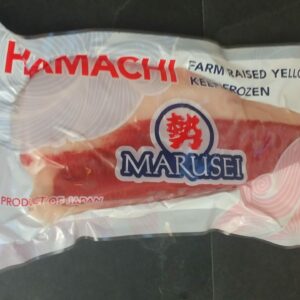 HAMACHI
FARM RAISED YELLO
KEEP FROZEN
勢
MARUSEI
PRODUCT OF JAPAN